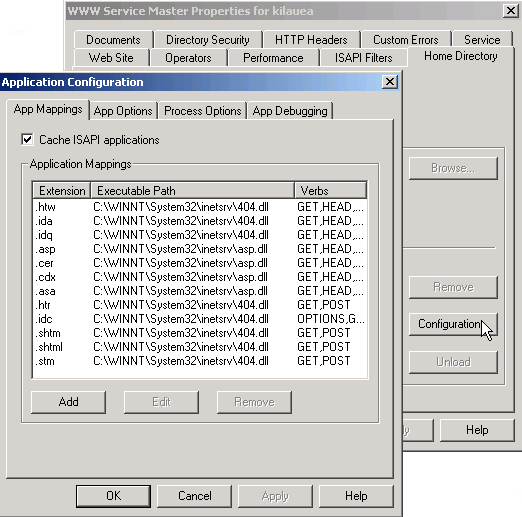 WWW Service Master Properties for kilauea
Documents Directory Security HTTP Headers Custom Errors Service
Web Site Operators Performance ISAPI Filters Home Directory
Browse...
Remove
Configuration
Unload
Help
Application Configuration
App Mappings App Options Process Options App Debugging
Cache ISAPI applications
Application Mappings
Extension Executable Path Verbs
.htw C:\WINNT\System32\inetsrv\404.dll GET,HEAD,...
.ida C:\WINNT\System32\inetsrv\404.dll GET,HEAD,...
.idq C:\WINNT\System32\inetsrv\404.dll GET,HEAD,...
.asp C:\WINNT\System32\inetsrv\asp.dll GET,HEAD,...
.cer C:\WINNT\System32\inetsrv\asp.dll GET,HEAD,...
.cdx C:\WINNT\System32\inetsrv\asp.dll GET,HEAD,...
.asa C:\WINNT\System32\inetsrv\asp.dll GET,HEAD,...
.htr C:\WINNT\System32\inetsrv\404.dll GET,POST
.idc C:\WINNT\System32\inetsrv\404.dll OPTIONS,G...
.shtm C:\WINNT\System32\inetsrv\404.dll GET,POST
.shtml C:\WINNT\System32\inetsrv\404.dll GET,POST
.stm C:\WINNT\System32\inetsrv\404.dll GET,POST
Add Edit Remove
OK Cancel Apply Help